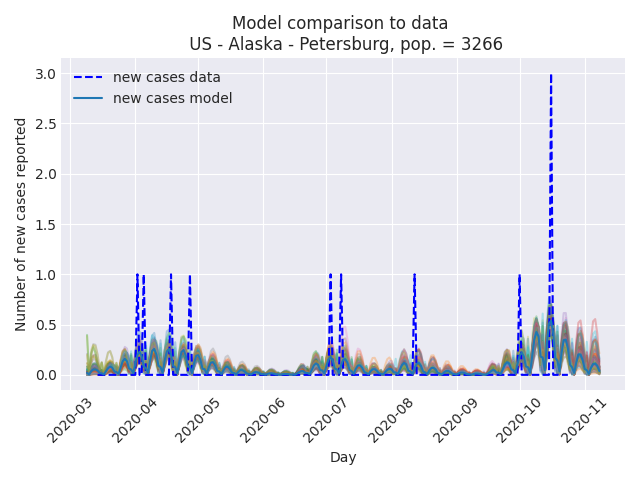 Model comparison to data
US - Alaska - Petersburg, pop. = 3266
new cases data
new cases model
Number of new cases reported
3.0
2.5
2.0
1.5
1.0
0.5
0.0
2020-03
2020-04
2020-05
2020-06
2020-07
2020-08
2020-09
2020-10
2020-11
Day